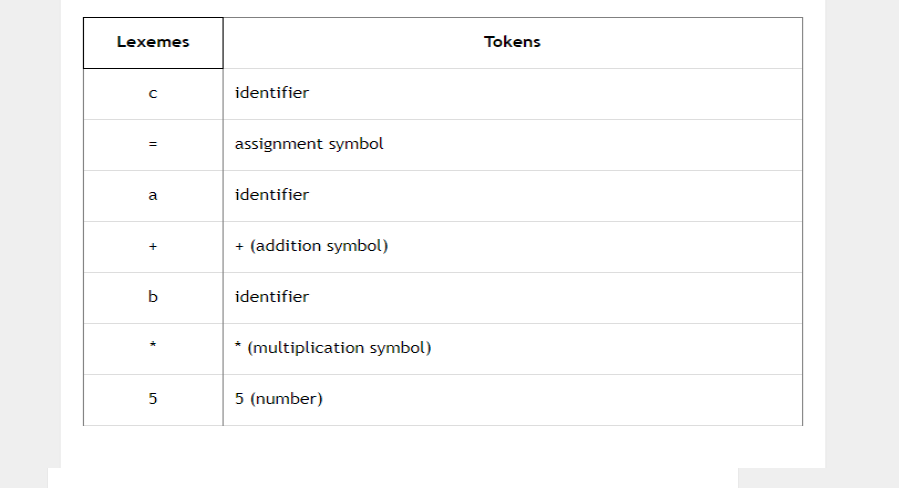 Lexemes Tokens
c identifier
= assignment symbol
a identifier
+ + (addition symbol)
b identifier
* * (multiplication symbol)
5 5 (number)